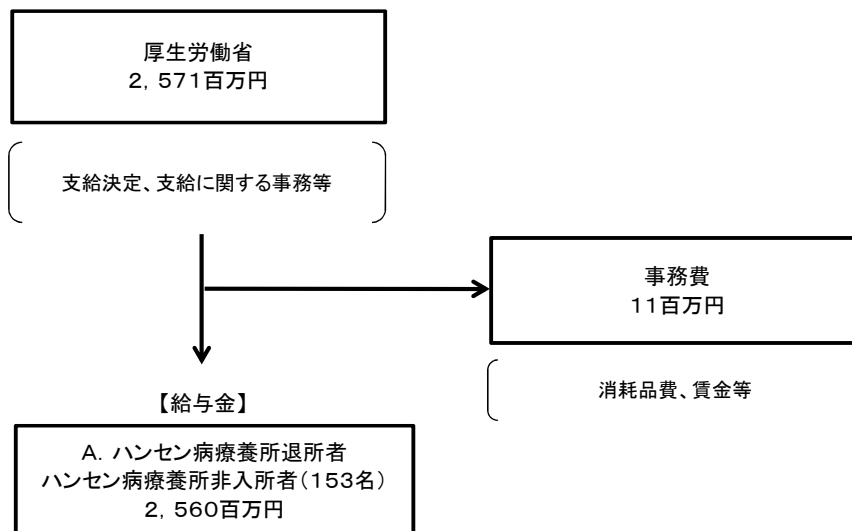 厚生労働省
２，５７１百万円
支給決定、支給に関する事務等
事務費
１１百万円
消耗品費、賃金等
【給与金】
Ａ．ハンセン病療養所退所者
ハンセン病療養所非入所者（１５３名）
２，５６０百万円